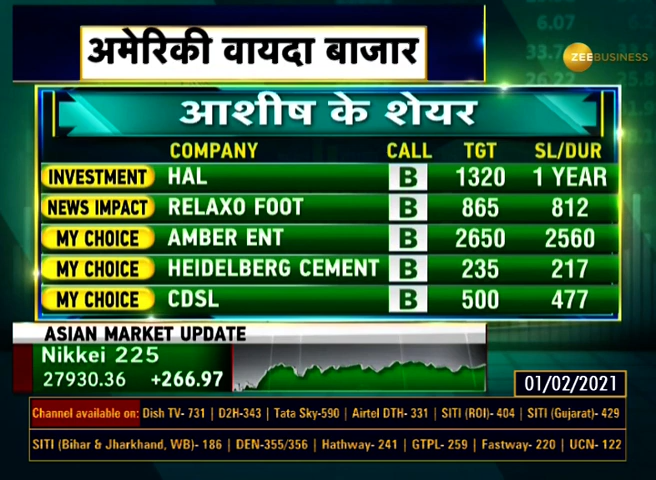 अमेरिकी वायदा बाजार
ZEEBUSINESS
आशीष के शेयर
COMPANY CALL TGT SL/DUR
INVESTMENT HAL B 1320 1 YEAR
NEWS IMPACT RELAXO FOOT B 865 812
MY CHOICE AMBER ENT B 2650 2560
MY CHOICE HEIDELBERG CEMENT B 235 217
MY CHOICE CDSL B 500 477
ASIAN MARKET UPDATE
Nikkei 225
27930.36 +266.97
01/02/2021
Channel available on: Dish TV- 731 | D2H-343 | Tata Sky-590 | Airtel DTH- 331 | SITI (ROI)- 404 | SITI (Gujarat)- 429
SITI (Bihar & Jharkhand, WB)- 186 | DEN-355/356 | Hathway- 241 | GTPL- 259 | Fastway- 220 | UCN- 122